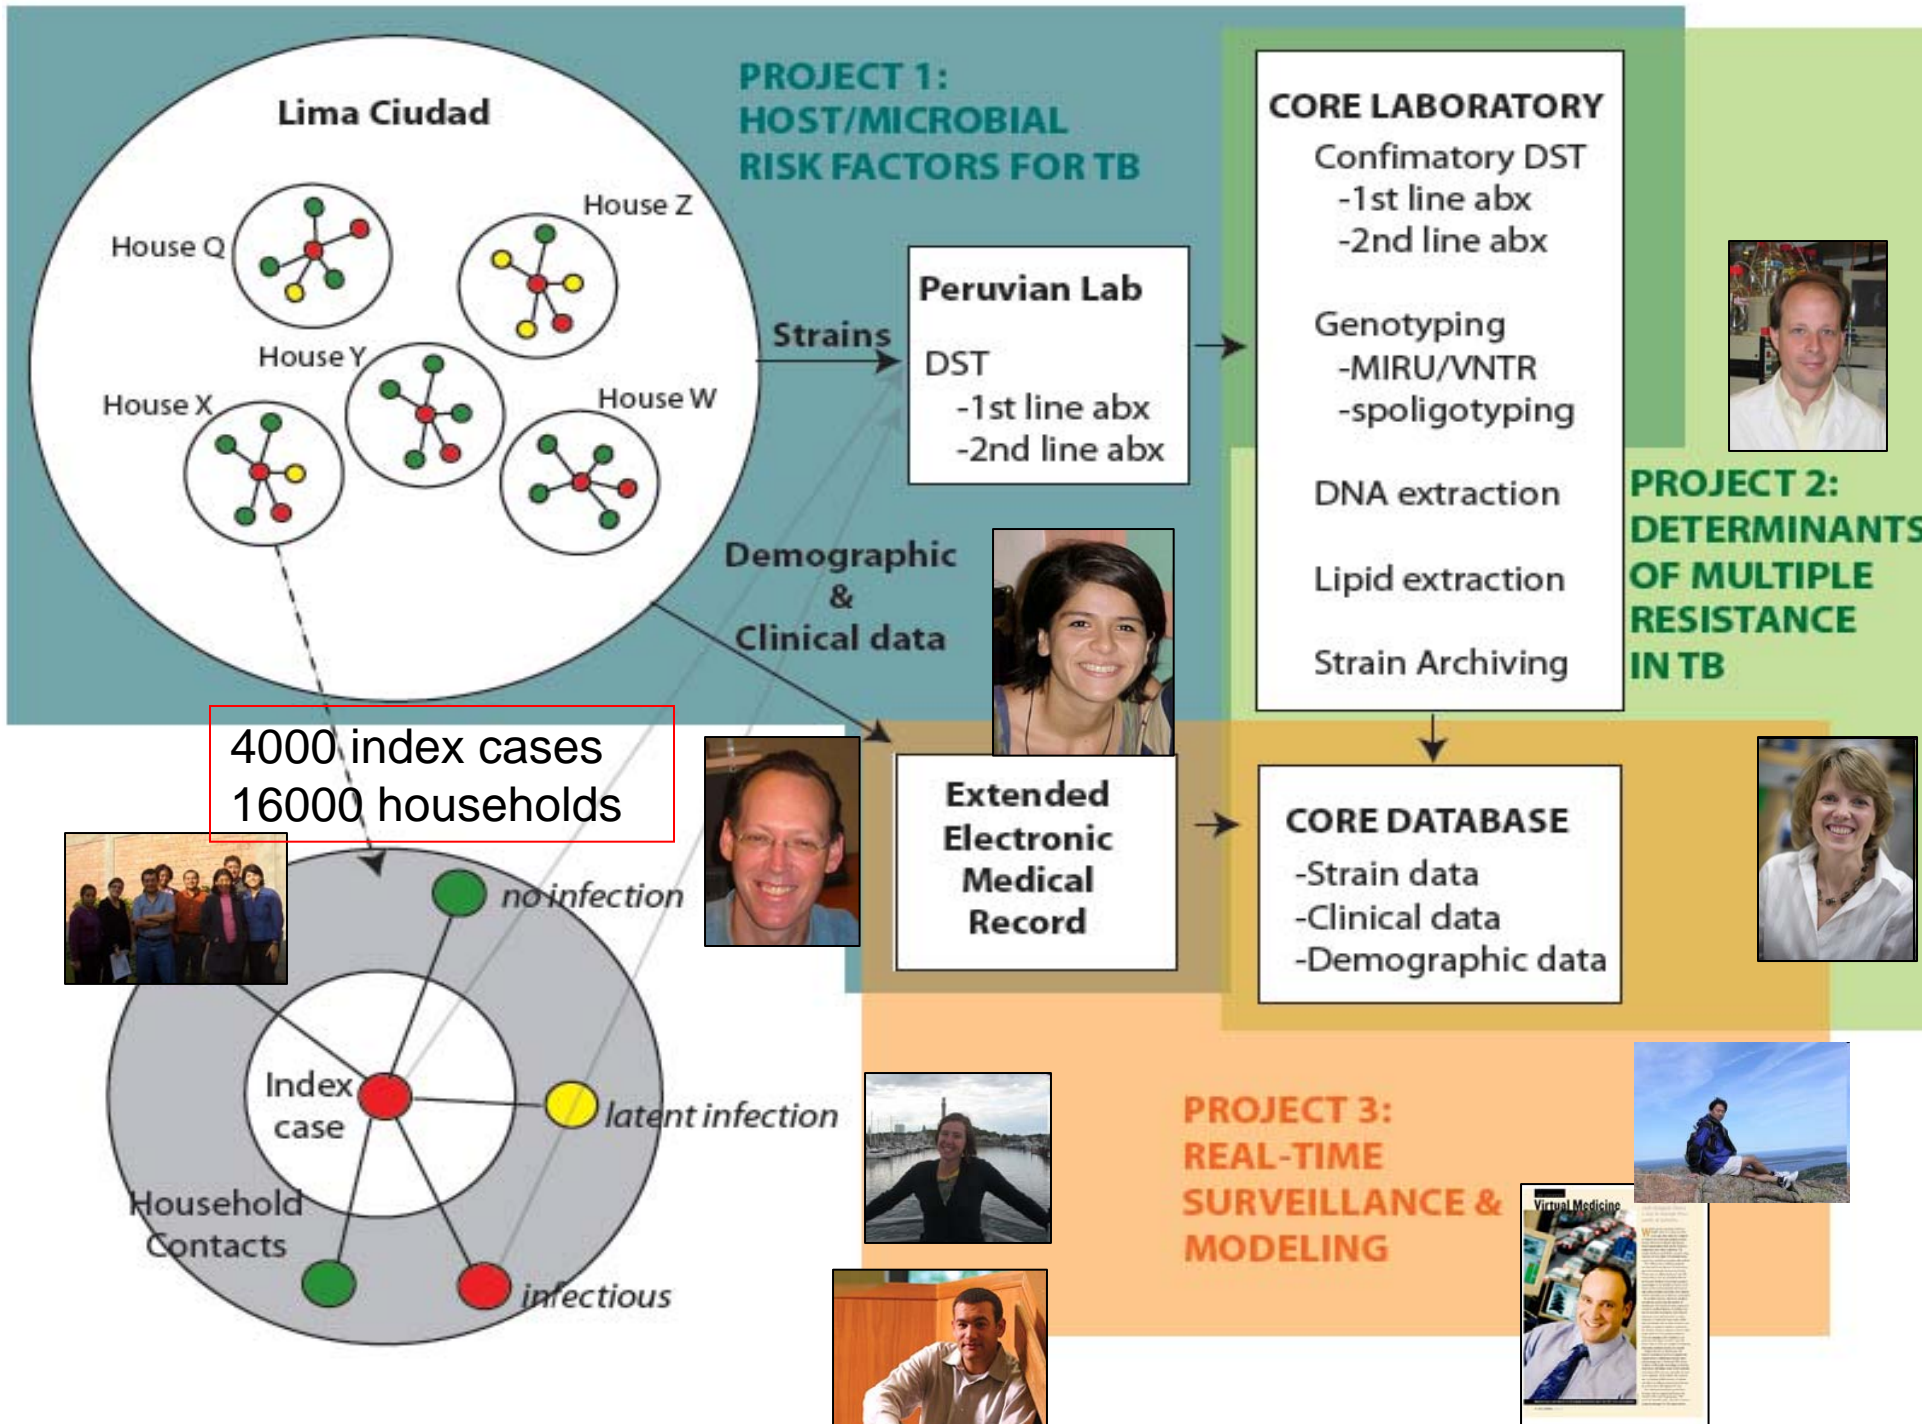 PROJECT 1:
HOST/MICROBIAL
RISK FACTORS FOR TB
Lima Ciudad
House Q
House Z
House Y
House X
House W
Strains
Peruvian Lab
DST
-1st line abx
-2nd line abx
CORE LABORATORY
Confimatory DST
-1st line abx
-2nd line abx
Genotyping
-MIRU/VNTR
-spoligotyping
DNA extraction
Lipid extraction
Strain Archiving
PROJECT 2:
DETERMINANTS
OF MULTIPLE
RESISTANCE
IN TB
Demographic
&
Clinical data
4000 index cases
16000 households
Extended
Electronic
Medical
Record
CORE DATABASE
-Strain data
-Clinical data
-Demographic data
no infection
Index
case
latent infection
Household
Contacts
infectious
PROJECT 3:
REAL-TIME
SURVEILLANCE &
MODELING
Virtual Medicine